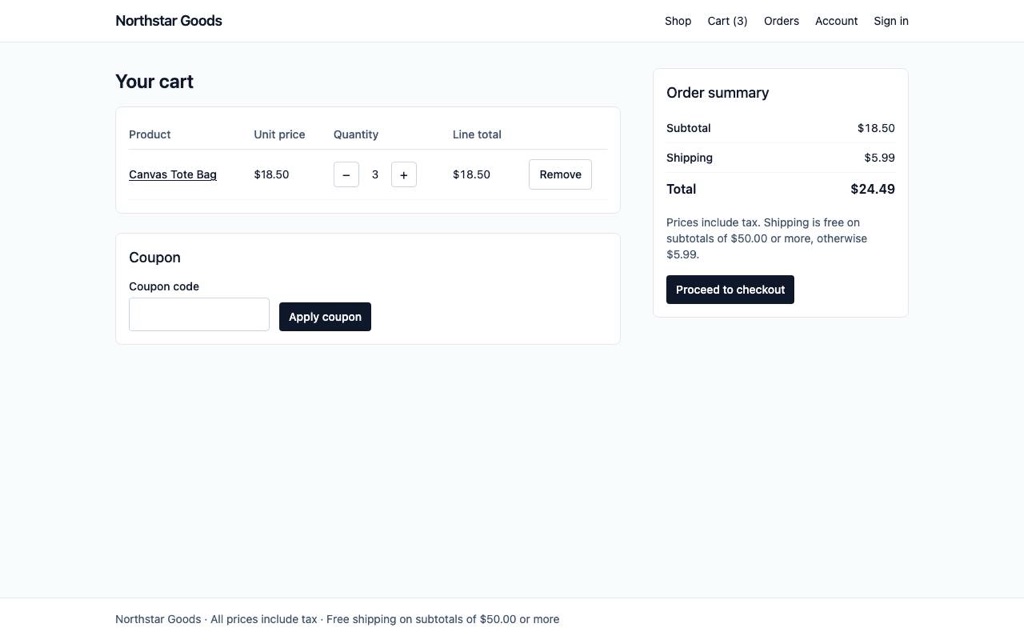 Northstar Goods
Shop Cart (3) Orders Account Sign in
Your cart
Product Unit price Quantity Line total
Canvas Tote Bag $18.50 − 3 + $18.50 Remove
Coupon
Coupon code
Apply coupon
Order summary
Subtotal $18.50
Shipping $5.99
Total $24.49
Prices include tax. Shipping is free on
subtotals of $50.00 or more, otherwise
$5.99.
Proceed to checkout
Northstar Goods · All prices include tax · Free shipping on subtotals of $50.00 or more